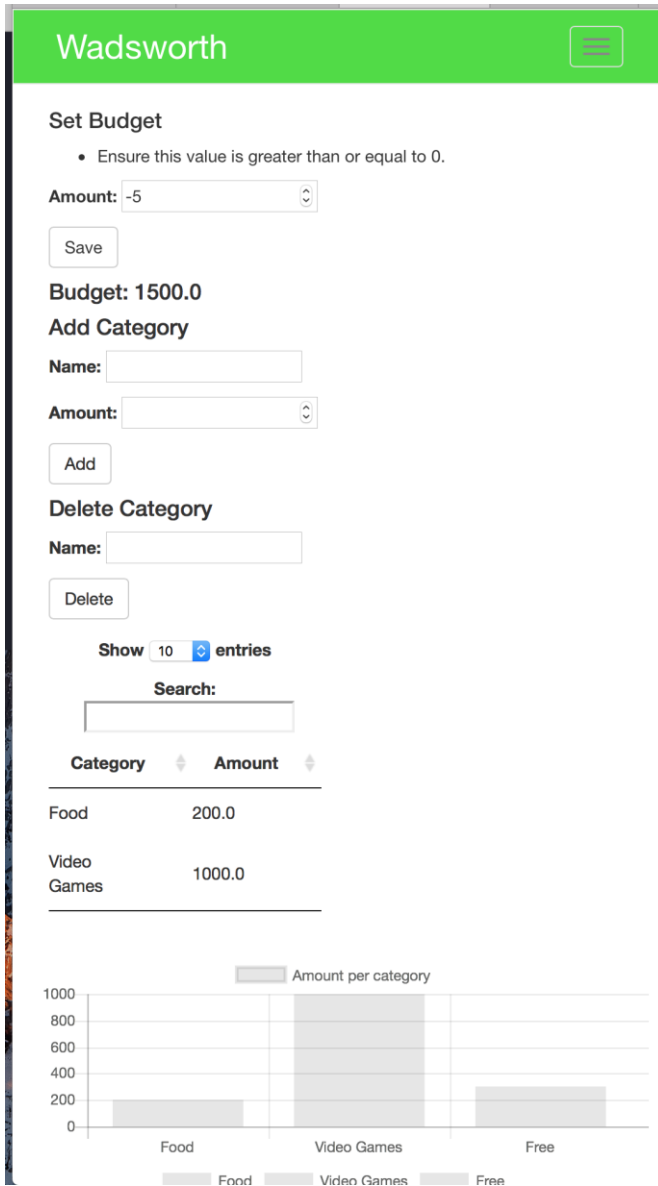 Wadsworth
Set Budget
Ensure this value is greater than or equal to 0.
Amount: -5
Save
Budget: 1500.0
Add Category
Name:
Amount:
Add
Delete Category
Name:
Delete
Show 10 entries
Search:
Category Amount
Food 200.0
Video
Games
1000.0
Amount per category
1000
800
600
400
200
0
Food Video Games Free
Food Video Games Free